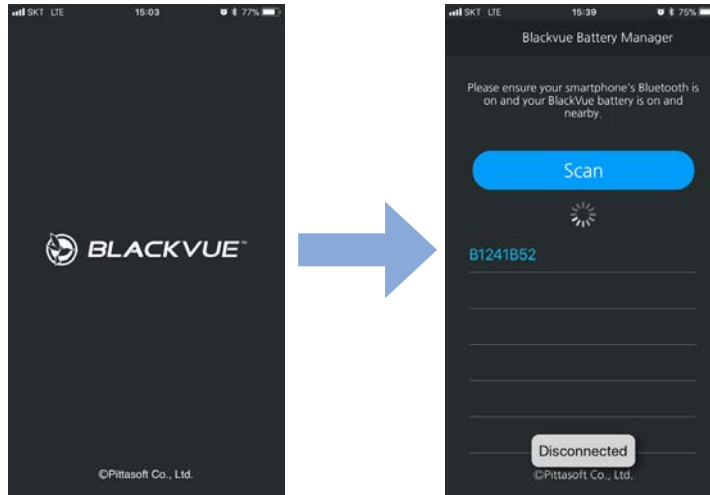 SKT LTE 15:03 77%
BLACKVUE™
©Pittasoft Co., Ltd.
SKT LTE 15:39 75%
Blackvue Battery Manager
Please ensure your smartphone's Bluetooth is
on and your BlackVue battery is on and
nearby.
Scan
B1241B52
Disconnected
©Pittasoft Co., Ltd.